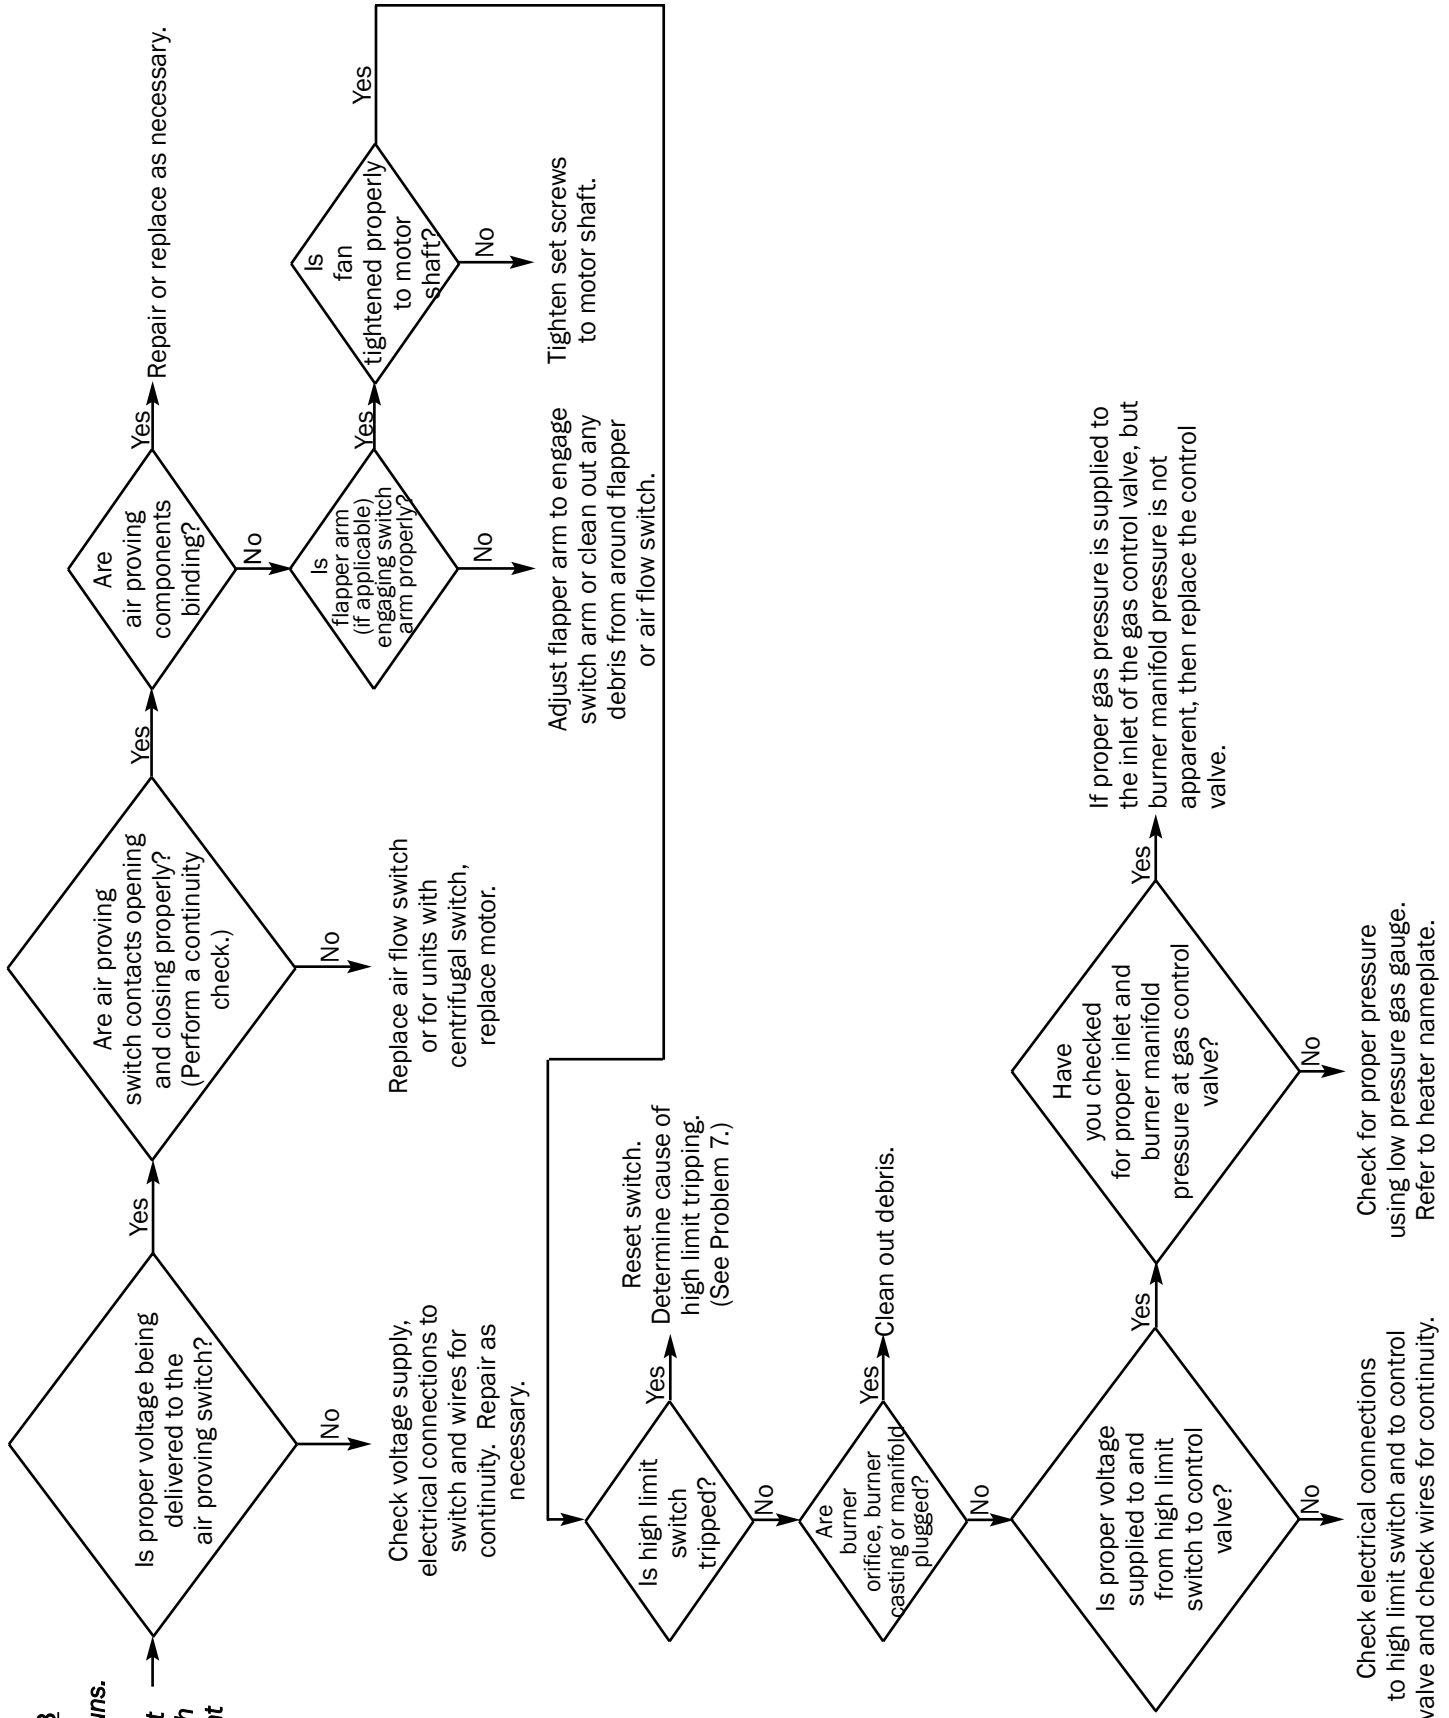 Is proper voltage being
delivered to the
air proving switch?
Yes
No
Check voltage supply,
electrical connections to
switch and wires for
continuity. Repair as
necessary.
Are air proving
switch contacts opening
and closing properly?
(Perform a continuity
check.)
Yes
No
Replace air flow switch
or for units with
centrifugal switch,
replace motor.
Are
air proving
components
binding?
Yes
Repair or replace as necessary.
No
Is
flapper arm
(if applicable)
engaging switch
arm properly?
Yes
No
Adjust flapper arm to engage
switch arm or clean out any
debris from around flapper
or air flow switch.
Is
fan
tightened properly
to motor
shaft?
Yes
No
Tighten set screws
to motor shaft.
Is high limit
switch
tripped?
Yes
Reset switch.
Determine cause of
high limit tripping.
(See Problem 7.)
No
Are
burner
orifice, burner
casting or manifold
plugged?
Yes
Clean out debris.
No
Is proper voltage
supplied to and
from high limit
switch to control
valve?
Yes
No
Check electrical connections
to high limit switch and to control
valve and check wires for continuity.
Have
you checked
for proper inlet and
burner manifold
pressure at gas control
valve?
Yes
If proper gas pressure is supplied to
the inlet of the gas control valve, but
burner manifold pressure is not
apparent, then replace the control
valve.
No
Check for proper pressure
using low pressure gas gauge.
Refer to heater nameplate.